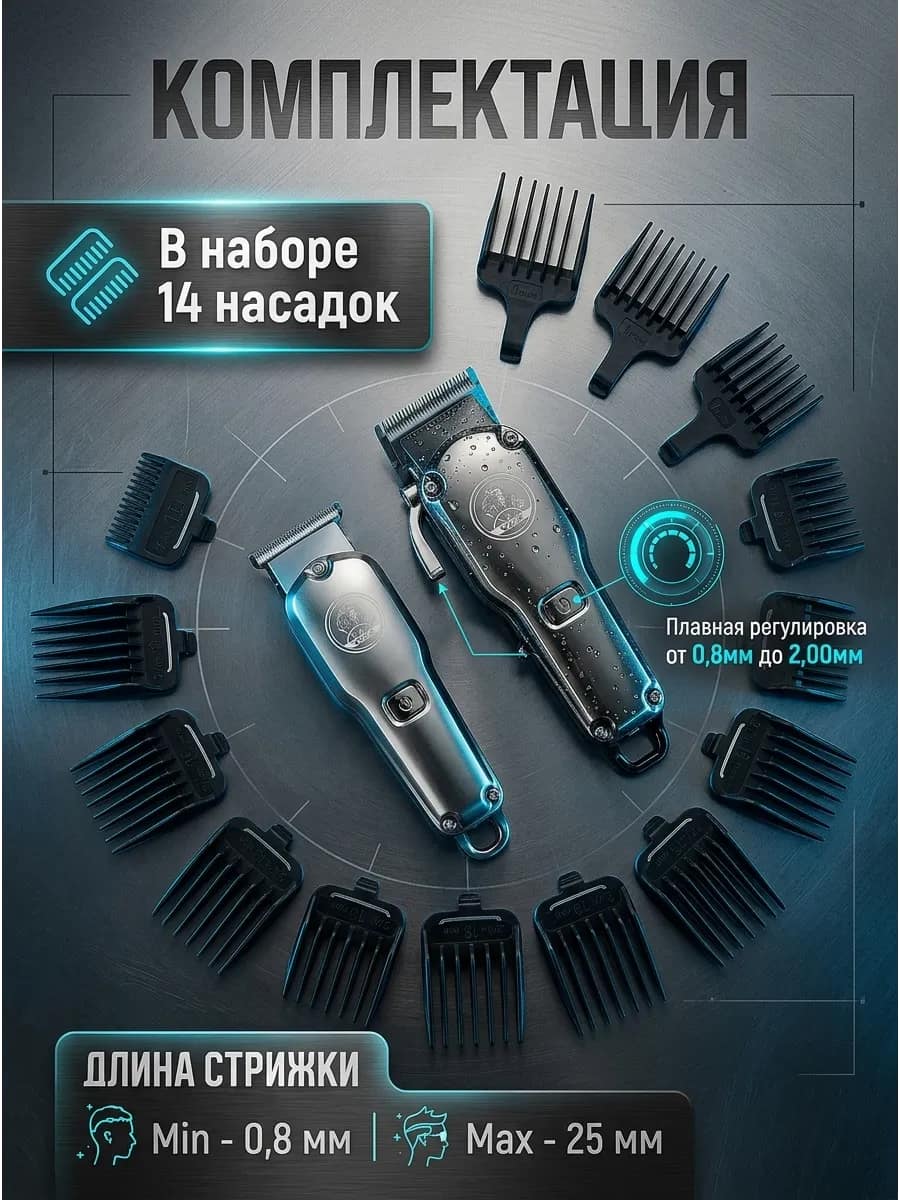 КОМПЛЕКТАЦИЯ
В наборе
14 насадок
Плавная регулировка
от 0,8мм до 2,00мм
ДЛИНА СТРИЖКИ
Min - 0,8 мм
Max - 25 мм